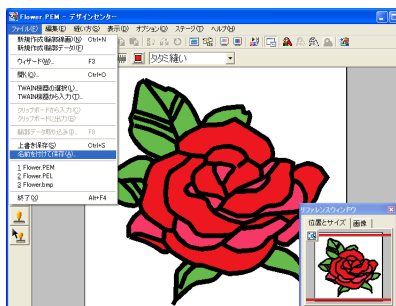 Flower.PEM - デザインセンター
ファイル(F) 編集(E) 縫い方(S) 表示(D) オプション(O) ステージ(T) ヘルプ(H)
新規作成/輪郭線画(N) Ctrl+N
新規作成/輪郭データ(F)
ウィザード(W)... F3
開く(O)... Ctrl+O
TWAIN機器の選択(L)...
TWAIN機器から入力(T)...
クリップボードから入力(C)
クリップボードに出力(B)
輪郭データ取り込み(I)... F6
上書き保存(S) Ctrl+S
名前を付けて保存(A)...
1 Flower.PEM
2 Flower.PEL
3 Flower.bmp
終了(X) Alt+F4
タタミ縫い
リファレンスウィンドウ
位置とサイズ 画像